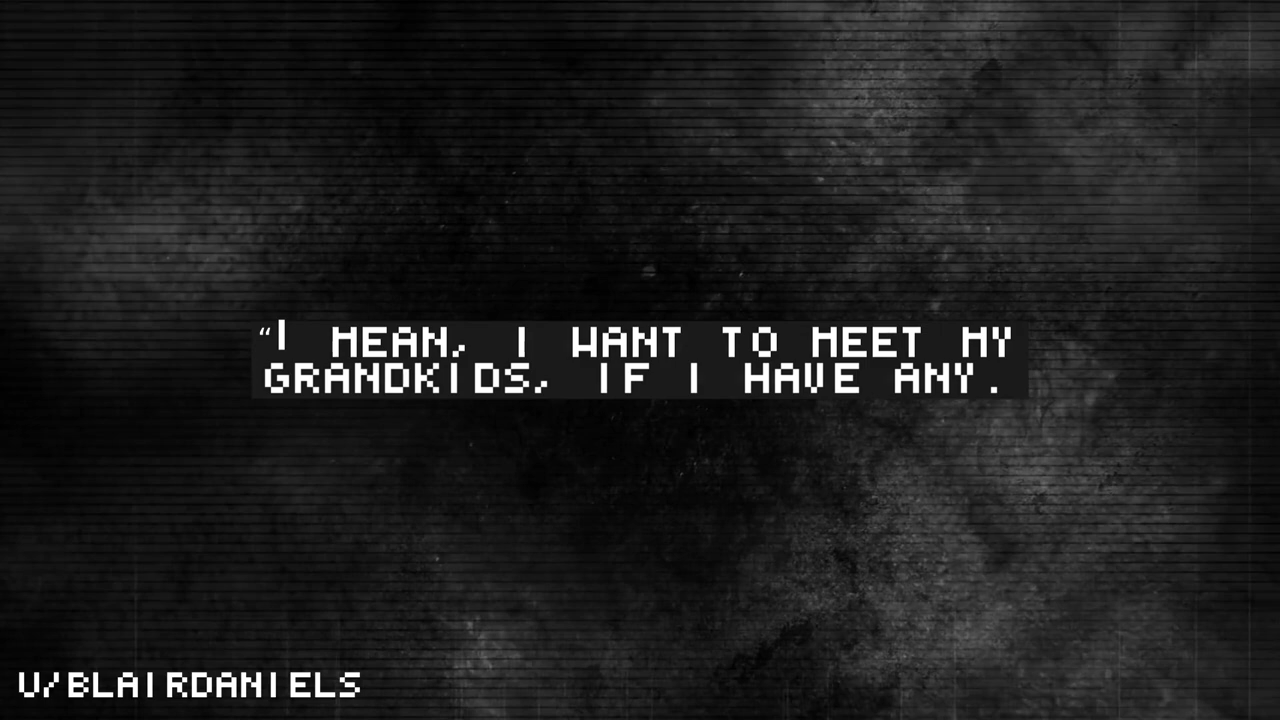 “I MEAN, I WANT TO MEET MY
GRANDKIDS, IF I HAVE ANY.
U/BLAIRDANIELS